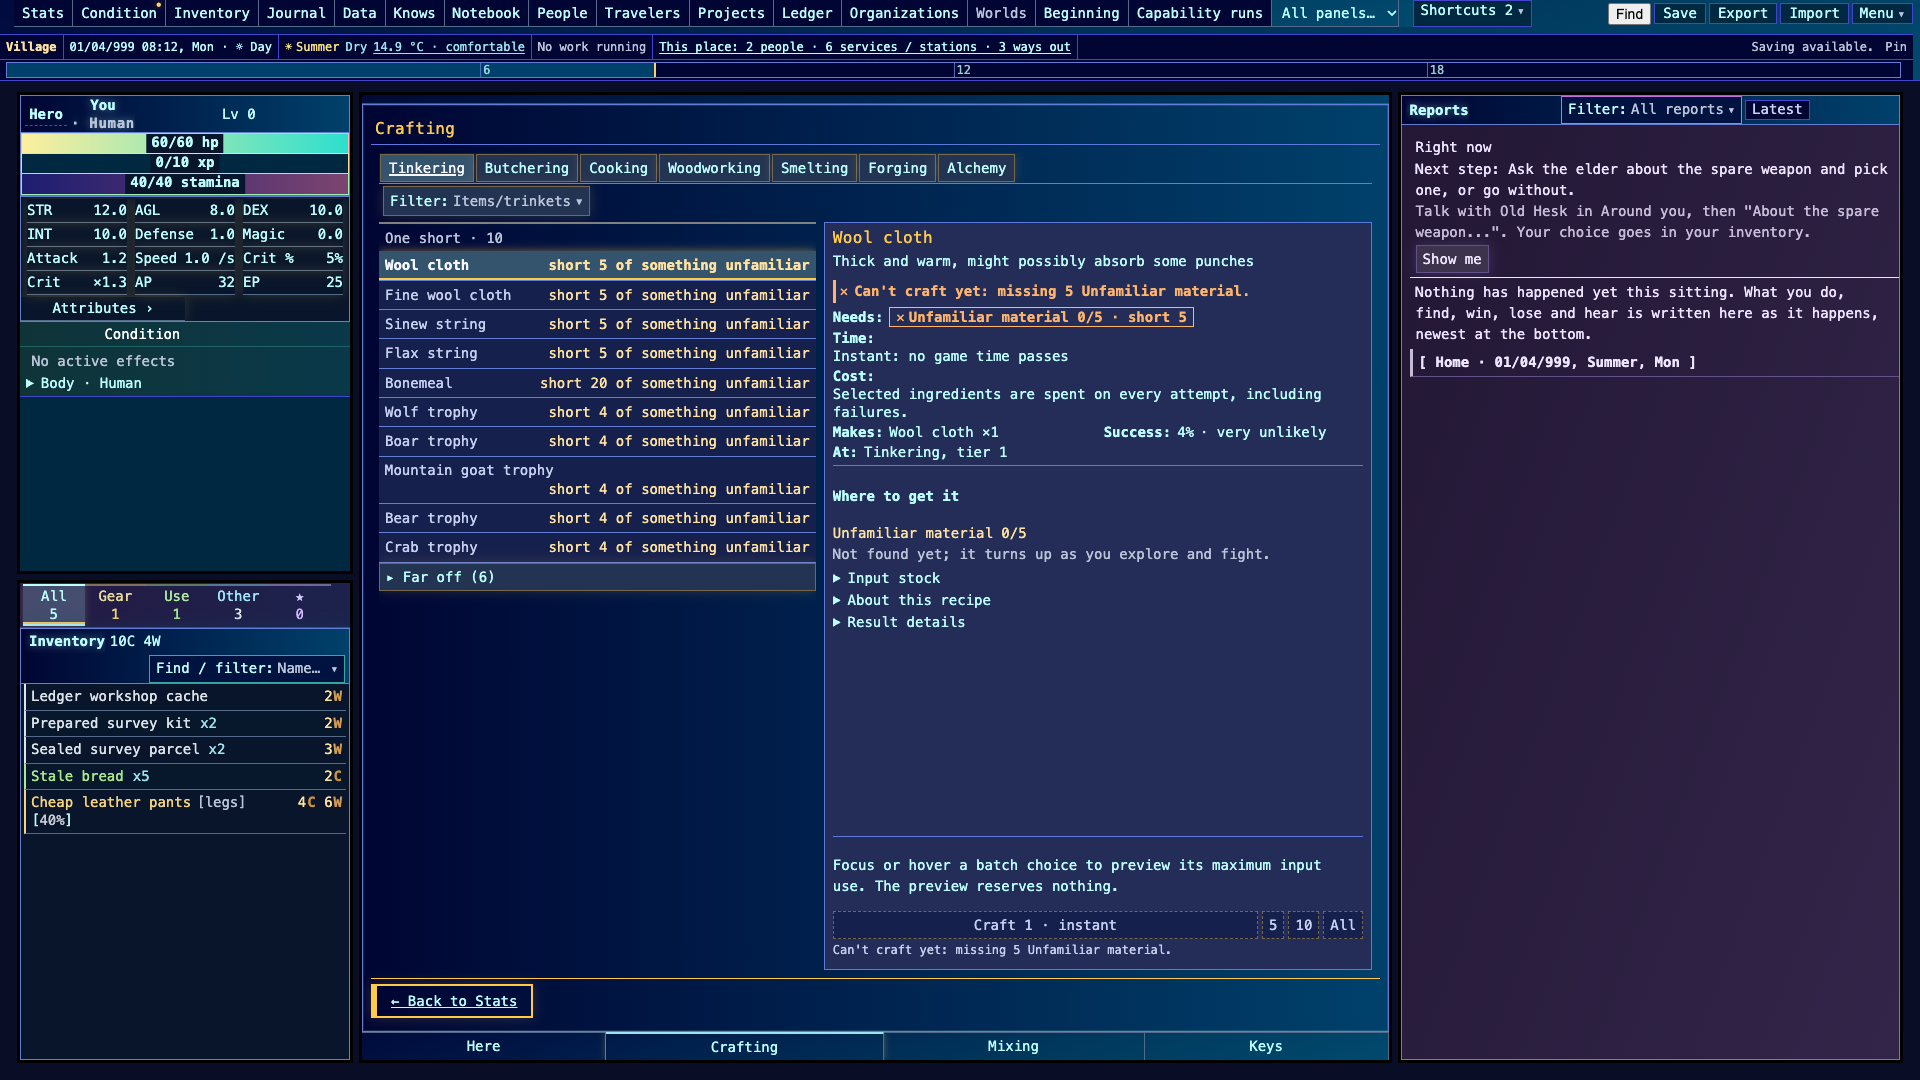 Stats Condition Inventory Journal Data Knows Notebook People Travelers Projects Ledger Organizations Worlds Beginning Capability runs All panels… Shortcuts 2 ▾ Find Save Export Import Menu ▾
Village 01/04/999 08:12, Mon · ☀ Day ☀ Summer Dry 14.9 °C · comfortable No work running This place: 2 people · 6 services / stations · 3 ways out Saving available. Pin
6 12 18
Hero · You Human Lv 0
60/60 hp
0/10 xp
40/40 stamina
STR 12.0 AGL 8.0 DEX 10.0
INT 10.0 Defense 1.0 Magic 0.0
Attack 1.2 Speed 1.0 /s Crit % 5%
Crit ×1.3 AP 32 EP 25
Attributes ›
Condition
No active effects
▶ Body · Human
All 5 Gear 1 Use 1 Other 3 ★ 0
Inventory 10C 4W
Find / filter: Name… ▾
Ledger workshop cache 2W
Prepared survey kit x2 2W
Sealed survey parcel x2 3W
Stale bread x5 2C
Cheap leather pants [legs] 4C 6W
[40%]
Crafting
Tinkering Butchering Cooking Woodworking Smelting Forging Alchemy
Filter: Items/trinkets ▾
One short · 10
Wool cloth short 5 of something unfamiliar
Fine wool cloth short 5 of something unfamiliar
Sinew string short 5 of something unfamiliar
Flax string short 5 of something unfamiliar
Bonemeal short 20 of something unfamiliar
Wolf trophy short 4 of something unfamiliar
Boar trophy short 4 of something unfamiliar
Mountain goat trophy
short 4 of something unfamiliar
Bear trophy short 4 of something unfamiliar
Crab trophy short 4 of something unfamiliar
▸ Far off (6)
Wool cloth
Thick and warm, might possibly absorb some punches
× Can't craft yet: missing 5 Unfamiliar material.
Needs: × Unfamiliar material 0/5 · short 5
Time:
Instant: no game time passes
Cost:
Selected ingredients are spent on every attempt, including
failures.
Makes: Wool cloth ×1 Success: 4% · very unlikely
At: Tinkering, tier 1
Where to get it
Unfamiliar material 0/5
Not found yet; it turns up as you explore and fight.
▶ Input stock
▶ About this recipe
▶ Result details
Focus or hover a batch choice to preview its maximum input
use. The preview reserves nothing.
Craft 1 · instant 5 10 All
Can't craft yet: missing 5 Unfamiliar material.
← Back to Stats
Here Crafting Mixing Keys
Reports Filter: All reports ▾ Latest
Right now
Next step: Ask the elder about the spare weapon and pick
one, or go without.
Talk with Old Hesk in Around you, then "About the spare
weapon...". Your choice goes in your inventory.
Show me
Nothing has happened yet this sitting. What you do,
find, win, lose and hear is written here as it happens,
newest at the bottom.
[ Home · 01/04/999, Summer, Mon ]